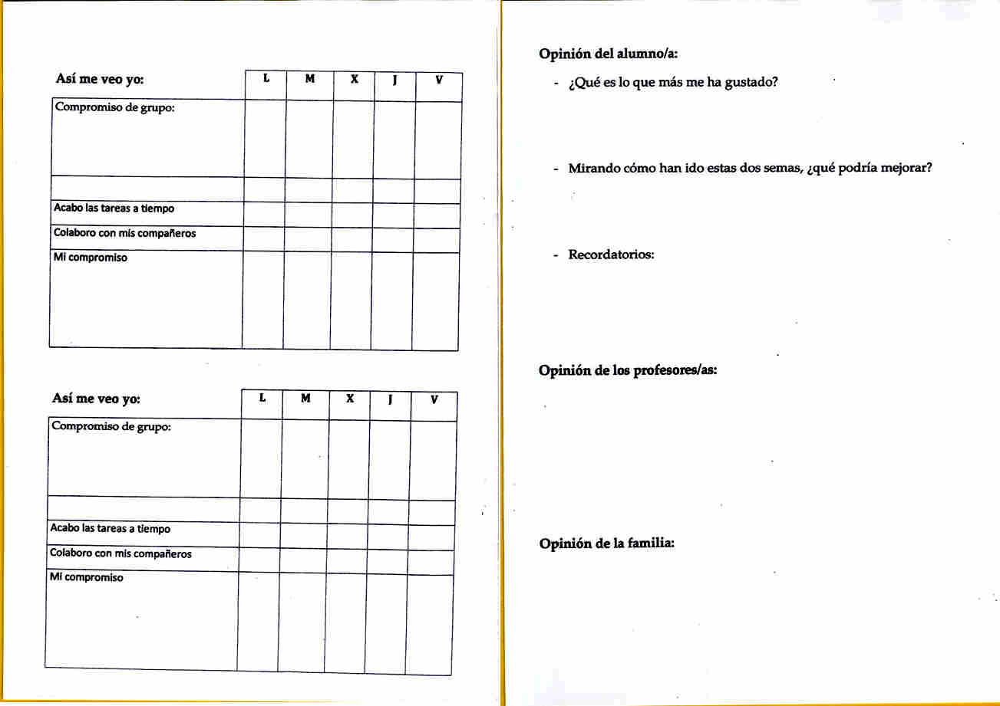 Así me veo yo: L M X J V
Compromiso de grupo:
Acabo las tareas a tiempo
Colaboro con mis compañeros
Mi compromiso
Así me veo yo: L M X J V
Compromiso de grupo:
Acabo las tareas a tiempo
Colaboro con mis compañeros
Mi compromiso
Opinión del alumno/a:
- ¿Qué es lo que más me ha gustado?
- Mirando cómo han ido estas dos semas, ¿qué podría mejorar?
- Recordatorios:
Opinión de los profesores/as:
Opinión de la familia: